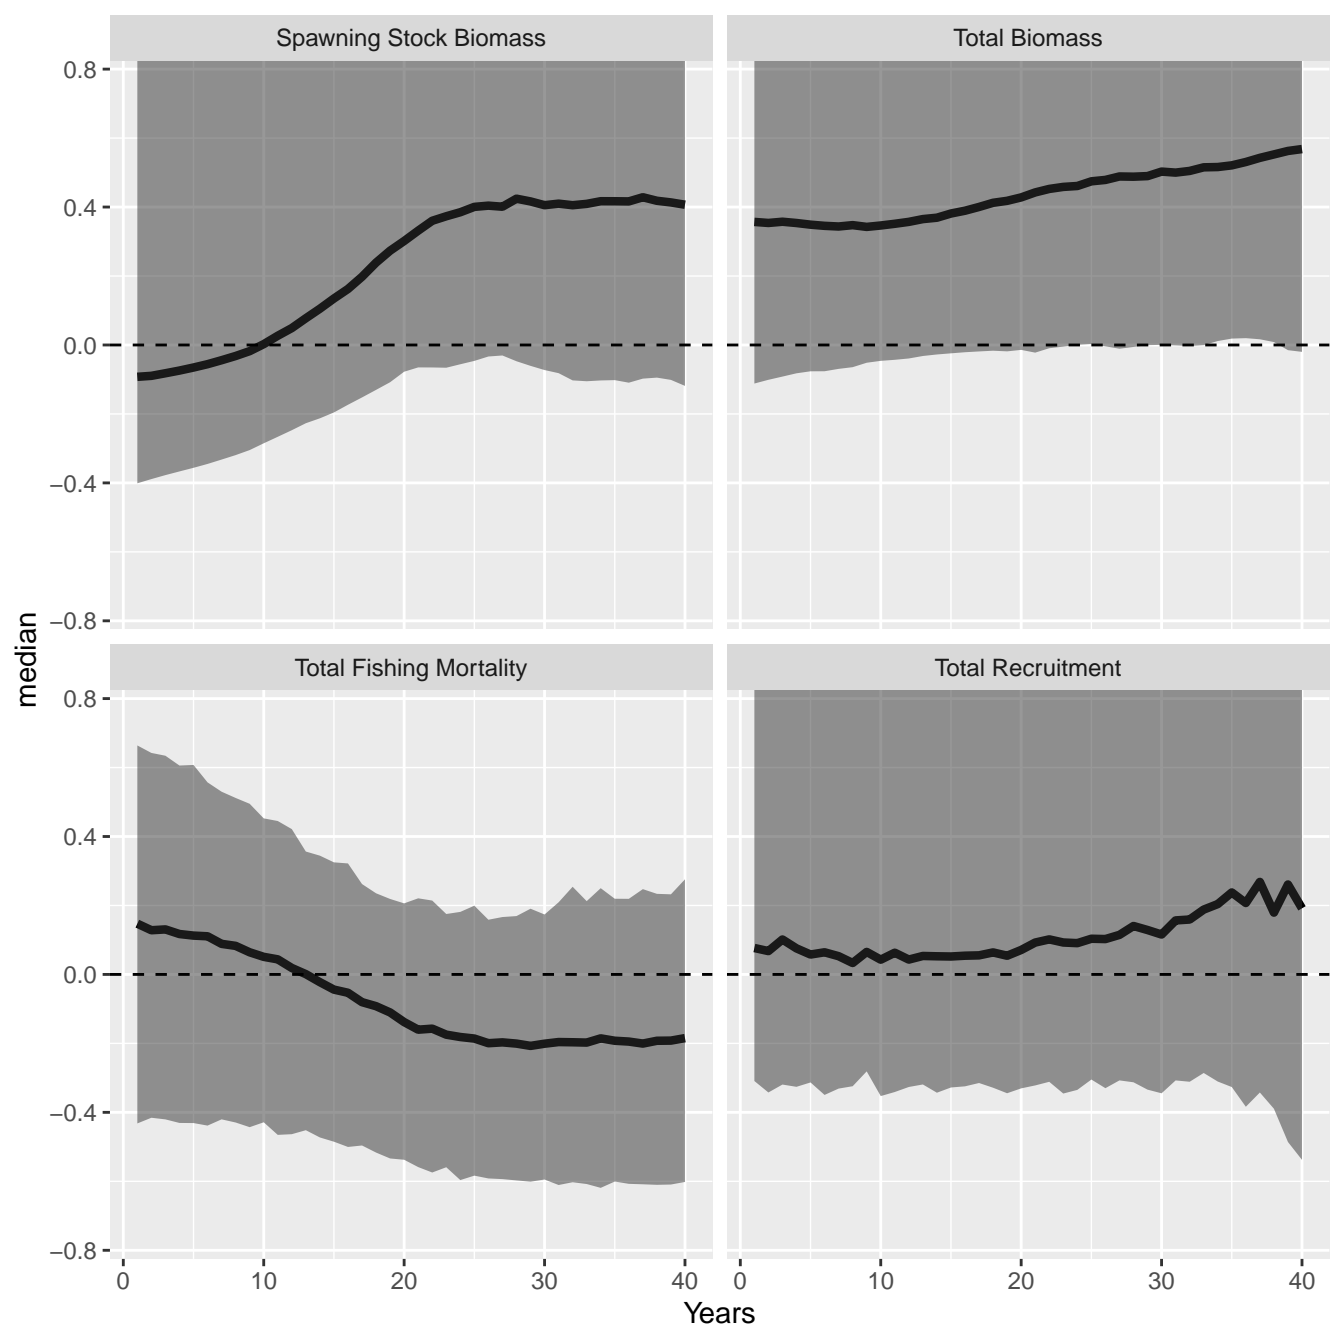 Spawning Stock Biomass
Total Biomass
0.8
0.4
0.0
−0.4
−0.8
median
Total Fishing Mortality
Total Recruitment
0.8
0.4
0.0
−0.4
−0.8
0 10 20 30 40
0 10 20 30 40
Years